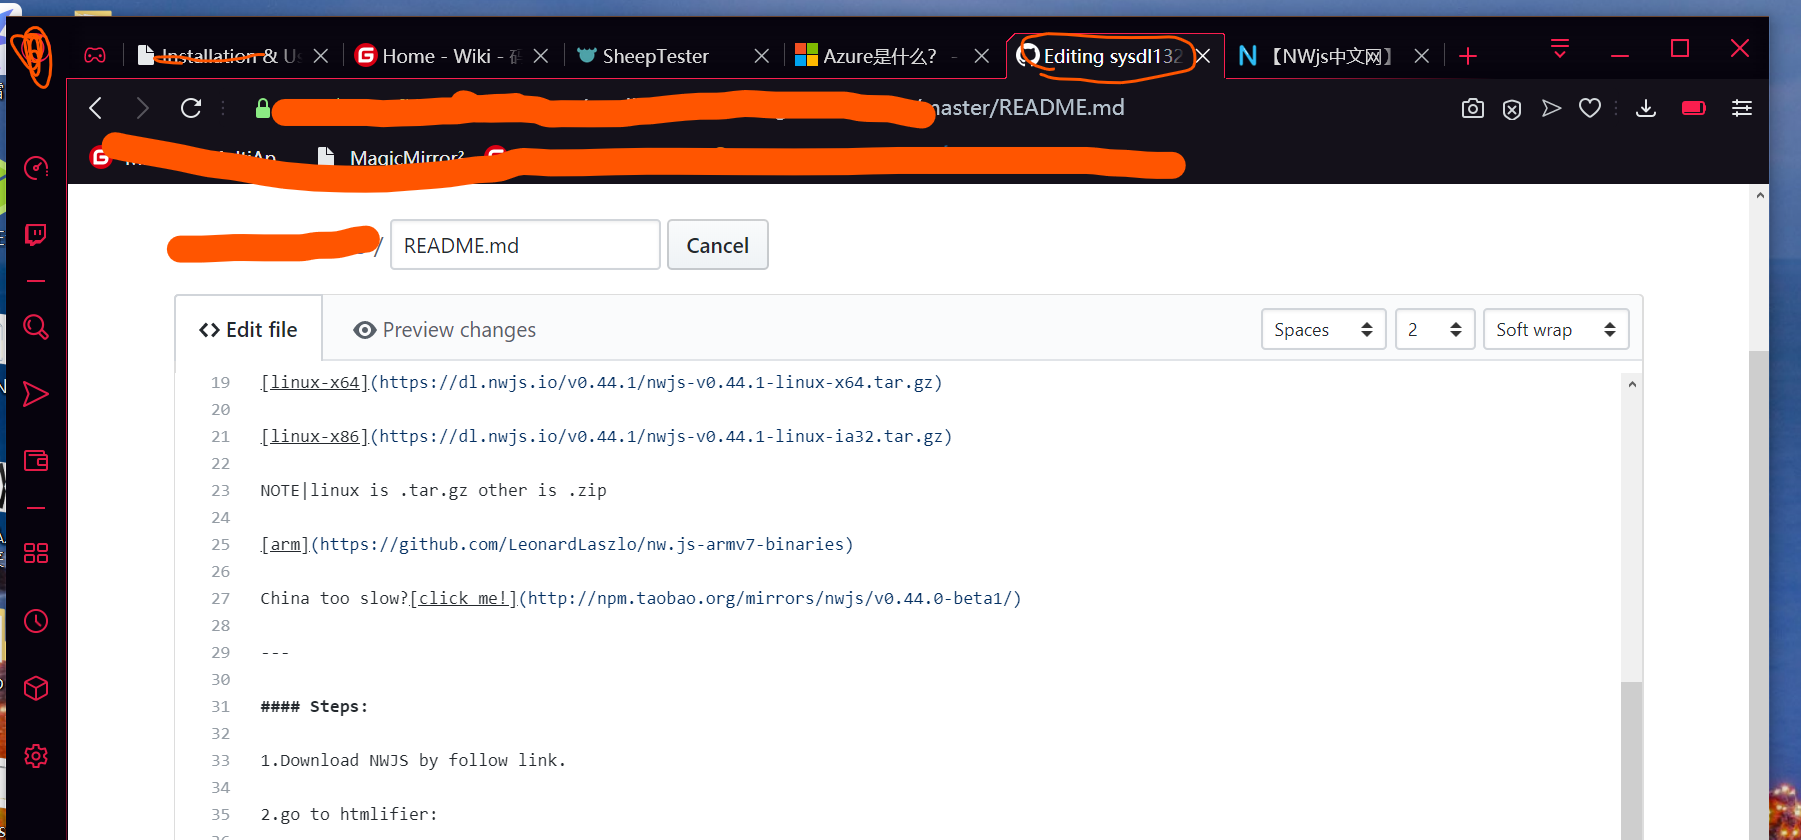 Installation & Us
Home - Wiki -
SheepTester
Azure是什么? -
Editing sysdl132
【NWjs中文网】
master/README.md
MagicMirror²
/ README.md Cancel
<> Edit file
Preview changes
Spaces
2
Soft wrap
19 [linux-x64](https://dl.nwjs.io/v0.44.1/nwjs-v0.44.1-linux-x64.tar.gz)
20
21 [linux-x86](https://dl.nwjs.io/v0.44.1/nwjs-v0.44.1-linux-ia32.tar.gz)
22
23 NOTE|linux is .tar.gz other is .zip
24
25 [arm](https://github.com/LeonardLaszlo/nw.js-armv7-binaries)
26
27 China too slow?[click me!](http://npm.taobao.org/mirrors/nwjs/v0.44.0-beta1/)
28
29 ---
30
31 #### Steps:
32
33 1.Download NWJS by follow link.
34
35 2.go to htmlifier: